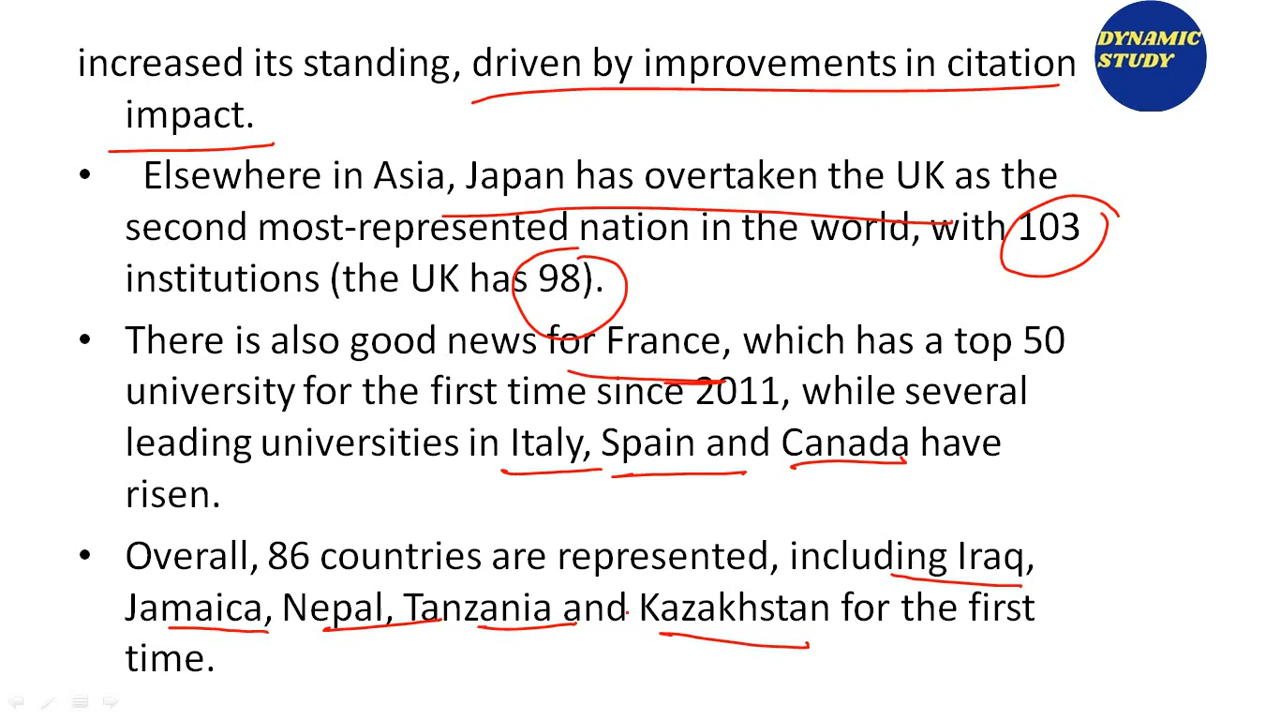 DYNAMIC
STUDY
increased its standing, driven by improvements in citation
impact.
• Elsewhere in Asia, Japan has overtaken the UK as the
second most-represented nation in the world, with 103
institutions (the UK has 98).
• There is also good news for France, which has a top 50
university for the first time since 2011, while several
leading universities in Italy, Spain and Canada have
risen.
• Overall, 86 countries are represented, including Iraq,
Jamaica, Nepal, Tanzania and Kazakhstan for the first
time.